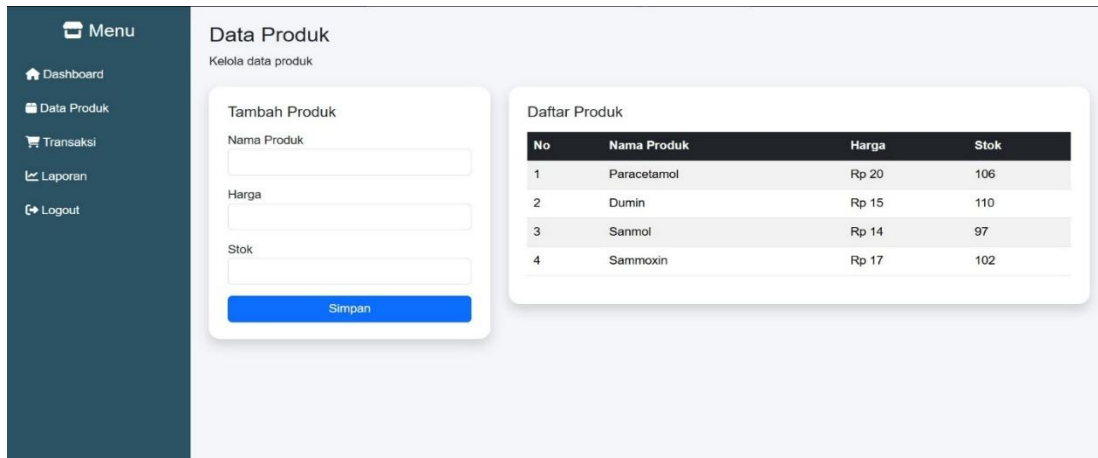 Menu
Dashboard
Data Produk
Transaksi
Laporan
Logout
Data Produk
Kelola data produk
Tambah Produk
Nama Produk
Harga
Stok
Simpan
Daftar Produk
No Nama Produk Harga Stok
1 Paracetamol Rp 20 106
2 Dumin Rp 15 110
3 Sanmol Rp 14 97
4 Sammoxin Rp 17 102